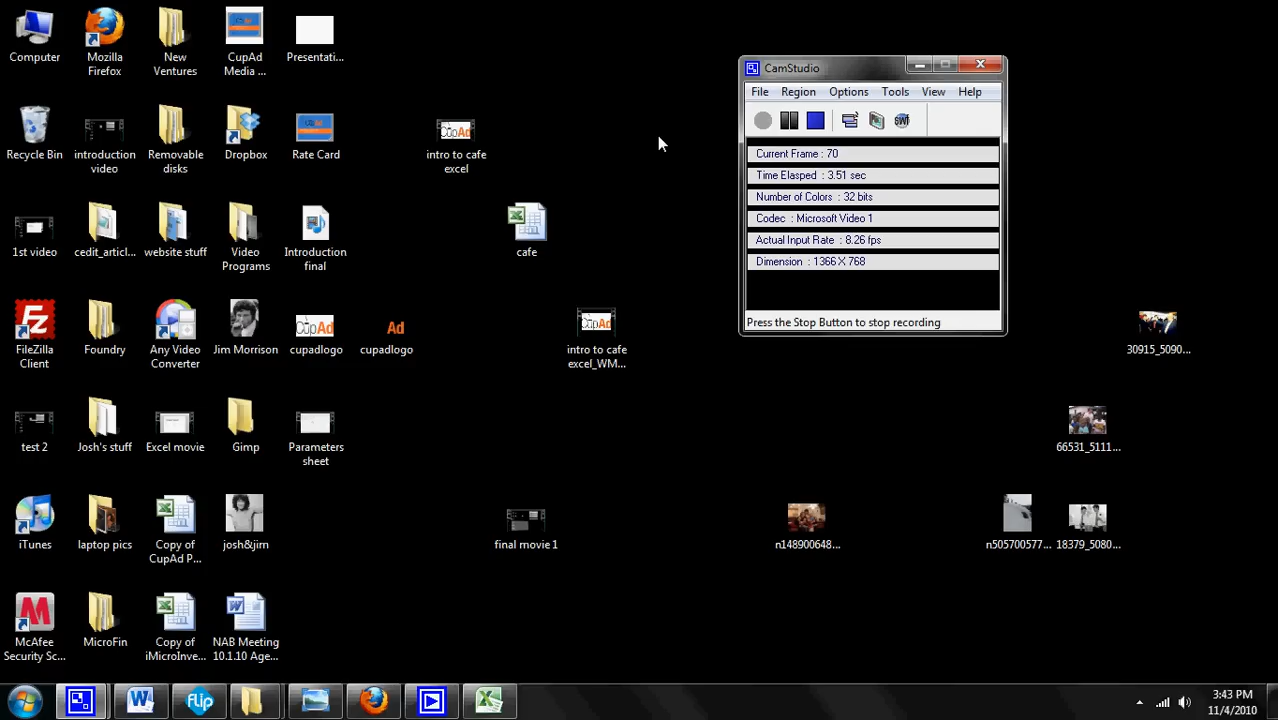 Computer
Mozilla
Firefox
New
Ventures
CupAd
Media ...
Presentati...
Recycle Bin
introduction
video
Removable
disks
Dropbox
Rate Card
CupAd
intro to cafe
excel
1st video
cedit_articl...
website stuff
Video
Programs
Introduction
final
cafe
FileZilla
Client
Foundry
Any Video
Converter
Jim Morrison
CupAd
cupadlogo
Ad
cupadlogo
CupAd
intro to cafe
excel_WM...
30915_5090...
test 2
Josh's stuff
Excel movie
Gimp
Parameters
sheet
66531_5111...
iTunes
laptop pics
Copy of
CupAd P...
josh&jim
final movie 1
n148900648...
n505700577...
18379_5080...
McAfee
Security Sc...
MicroFin
Copy of
iMicroInve...
NAB Meeting
10.1.10 Age...
CamStudio
File Region Options Tools View Help
SWF
Current Frame : 70
Time Elasped : 3.51 sec
Number of Colors : 32 bits
Codec : Microsoft Video 1
Actual Input Rate : 8.26 fps
Dimension : 1366 X 768
Press the Stop Button to stop recording
flip
3:43 PM
11/4/2010